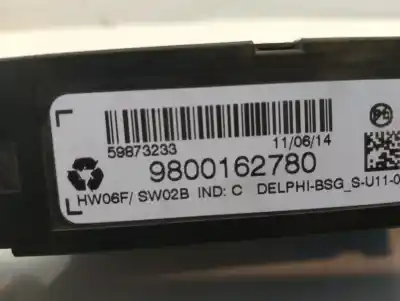 59873233 11/06/14
9800162780
HW06F/ SW02B IND: C DELPHI-BSG_S-U11-0